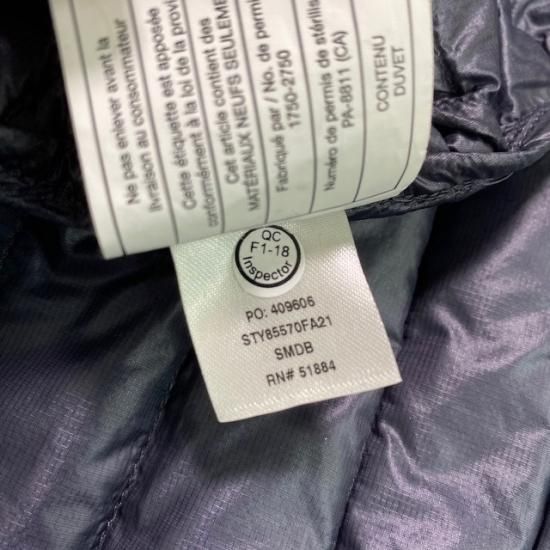 Ne pas enlever avant la
livraison au consommateur
Cette étiquette est apposée
conformément à la loi de la provi
Cet article contient des
MATÉRIAUX NEUFS SEULEME
Fabriqué par / No. de permi
1750-2750
Numéro de permis de stérilis
PA-8811 (CA)
CONTENU
DUVET
QC
F1-18
Inspector
PO: 409606
STY85570FA21
SMDB
RN# 51884